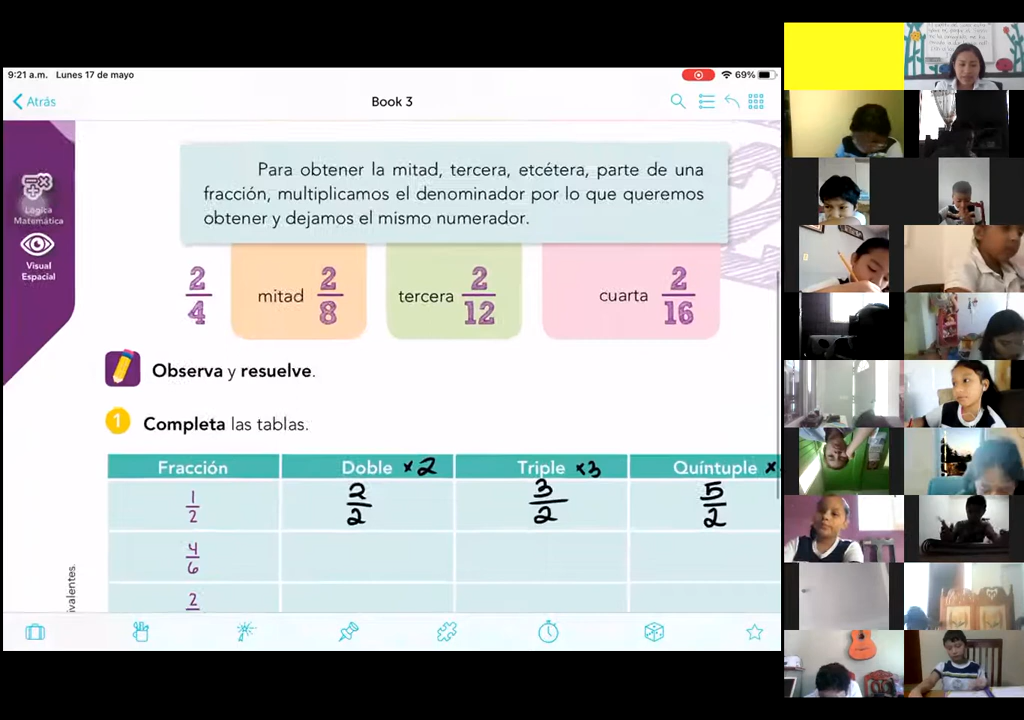 9:21 a.m. Lunes 17 de mayo
69%
Atrás
Book 3
Lógica
Matemática
Visual
Espacial
Para obtener la mitad, tercera, etcétera, parte de una
fracción, multiplicamos el denominador por lo que queremos
obtener y dejamos el mismo numerador.
2/4 mitad 2/8 tercera 2/12 cuarta 2/16
Observa y resuelve.
1 Completa las tablas.
Fracción Doble ×2 Triple ×3 Quíntuple ×
1/2 2/2 3/2 5/2
4/6
2
ivalentes.